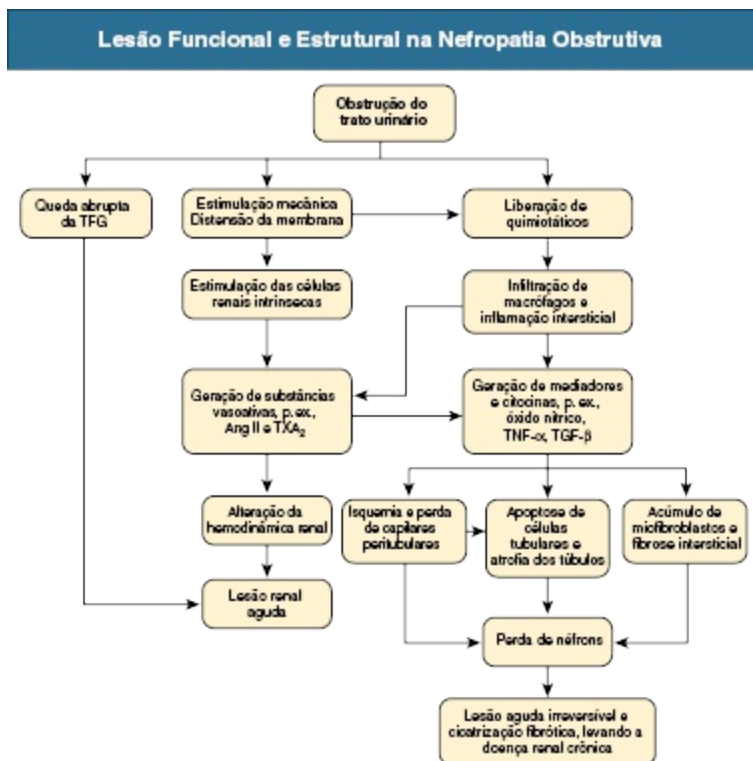 Lesão Funcional e Estrutural na Nefropatia Obstrutiva
Obstrução do
trato urinário
Queda abrupta
da TFG
Estimulação mecânica
Distensão da membrana
Liberação de
quimiotáticos
Estimulação das células
renais intrínsecas
Infiltração de
macrófagos e
inflamação intersticial
Geração de substâncias
vasoativas, p. ex.,
Ang II e TXA₂
Geração de mediadores
e citocinas, p. ex.,
óxido nítrico,
TNF-α, TGF-β
Alteração da
hemodinâmica renal
Isquemia e perda
de capilares
peritubulares
Apoptose de
células
tubulares e
atrofia dos túbulos
Acúmulo de
miofibroblastos e
fibrose intersticial
Lesão renal
aguda
Perda de néfrons
Lesão aguda irreversível e
cicatrização fibrótica, levando a
doença renal crônica